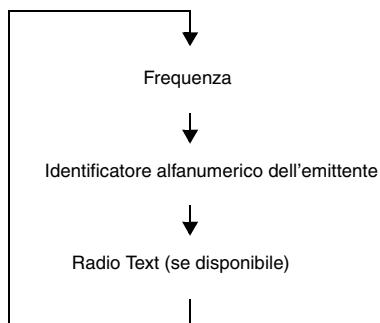 Frequenza
Identificatore alfanumerico dell'emittente
Radio Text (se disponibile)